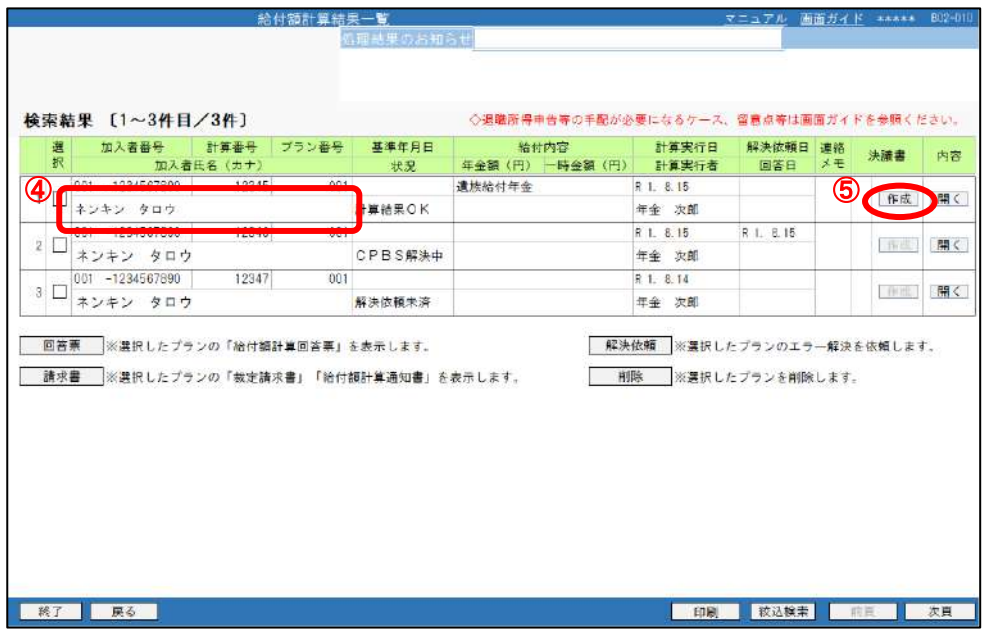 給付額計算結果一覧 マニュアル 画面ガイド ***** B02-010
処理結果のお知らせ
検索結果 〔1~3件目/3件〕 ◇退職所得申告等の手配が必要になるケース、留意点等は画面ガイドを参照ください。
選択 加入者番号 計算番号 プラン番号 基準年月日 給付内容 計算実行日 解決依頼日 連絡メモ 決議書 内容
加入者氏名(カナ) 状況 年金額(円) 一時金額(円) 計算実行者 回答日
④ 001 -1234567890 12345 001 遺族給付年金 R 1. 8.15 ⑤ 作成 開く
ネンキン タロウ 計算結果OK 年金 次郎
2 001 -1234567890 12346 001 R 1. 8.15 R 1. 8.15 作成 開く
ネンキン タロウ CPBS解決中 年金 次郎
3 001 -1234567890 12347 001 R 1. 8.14 作成 開く
ネンキン タロウ 解決依頼未済 年金 次郎
回答票 ※選択したプランの「給付額計算回答票」を表示します。 解決依頼 ※選択したプランのエラー解決を依頼します。
請求書 ※選択したプランの「裁定請求書」「給付額計算通知書」を表示します。 削除 ※選択したプランを削除します。
終了 戻る 印刷 絞込検索 前頁 次頁